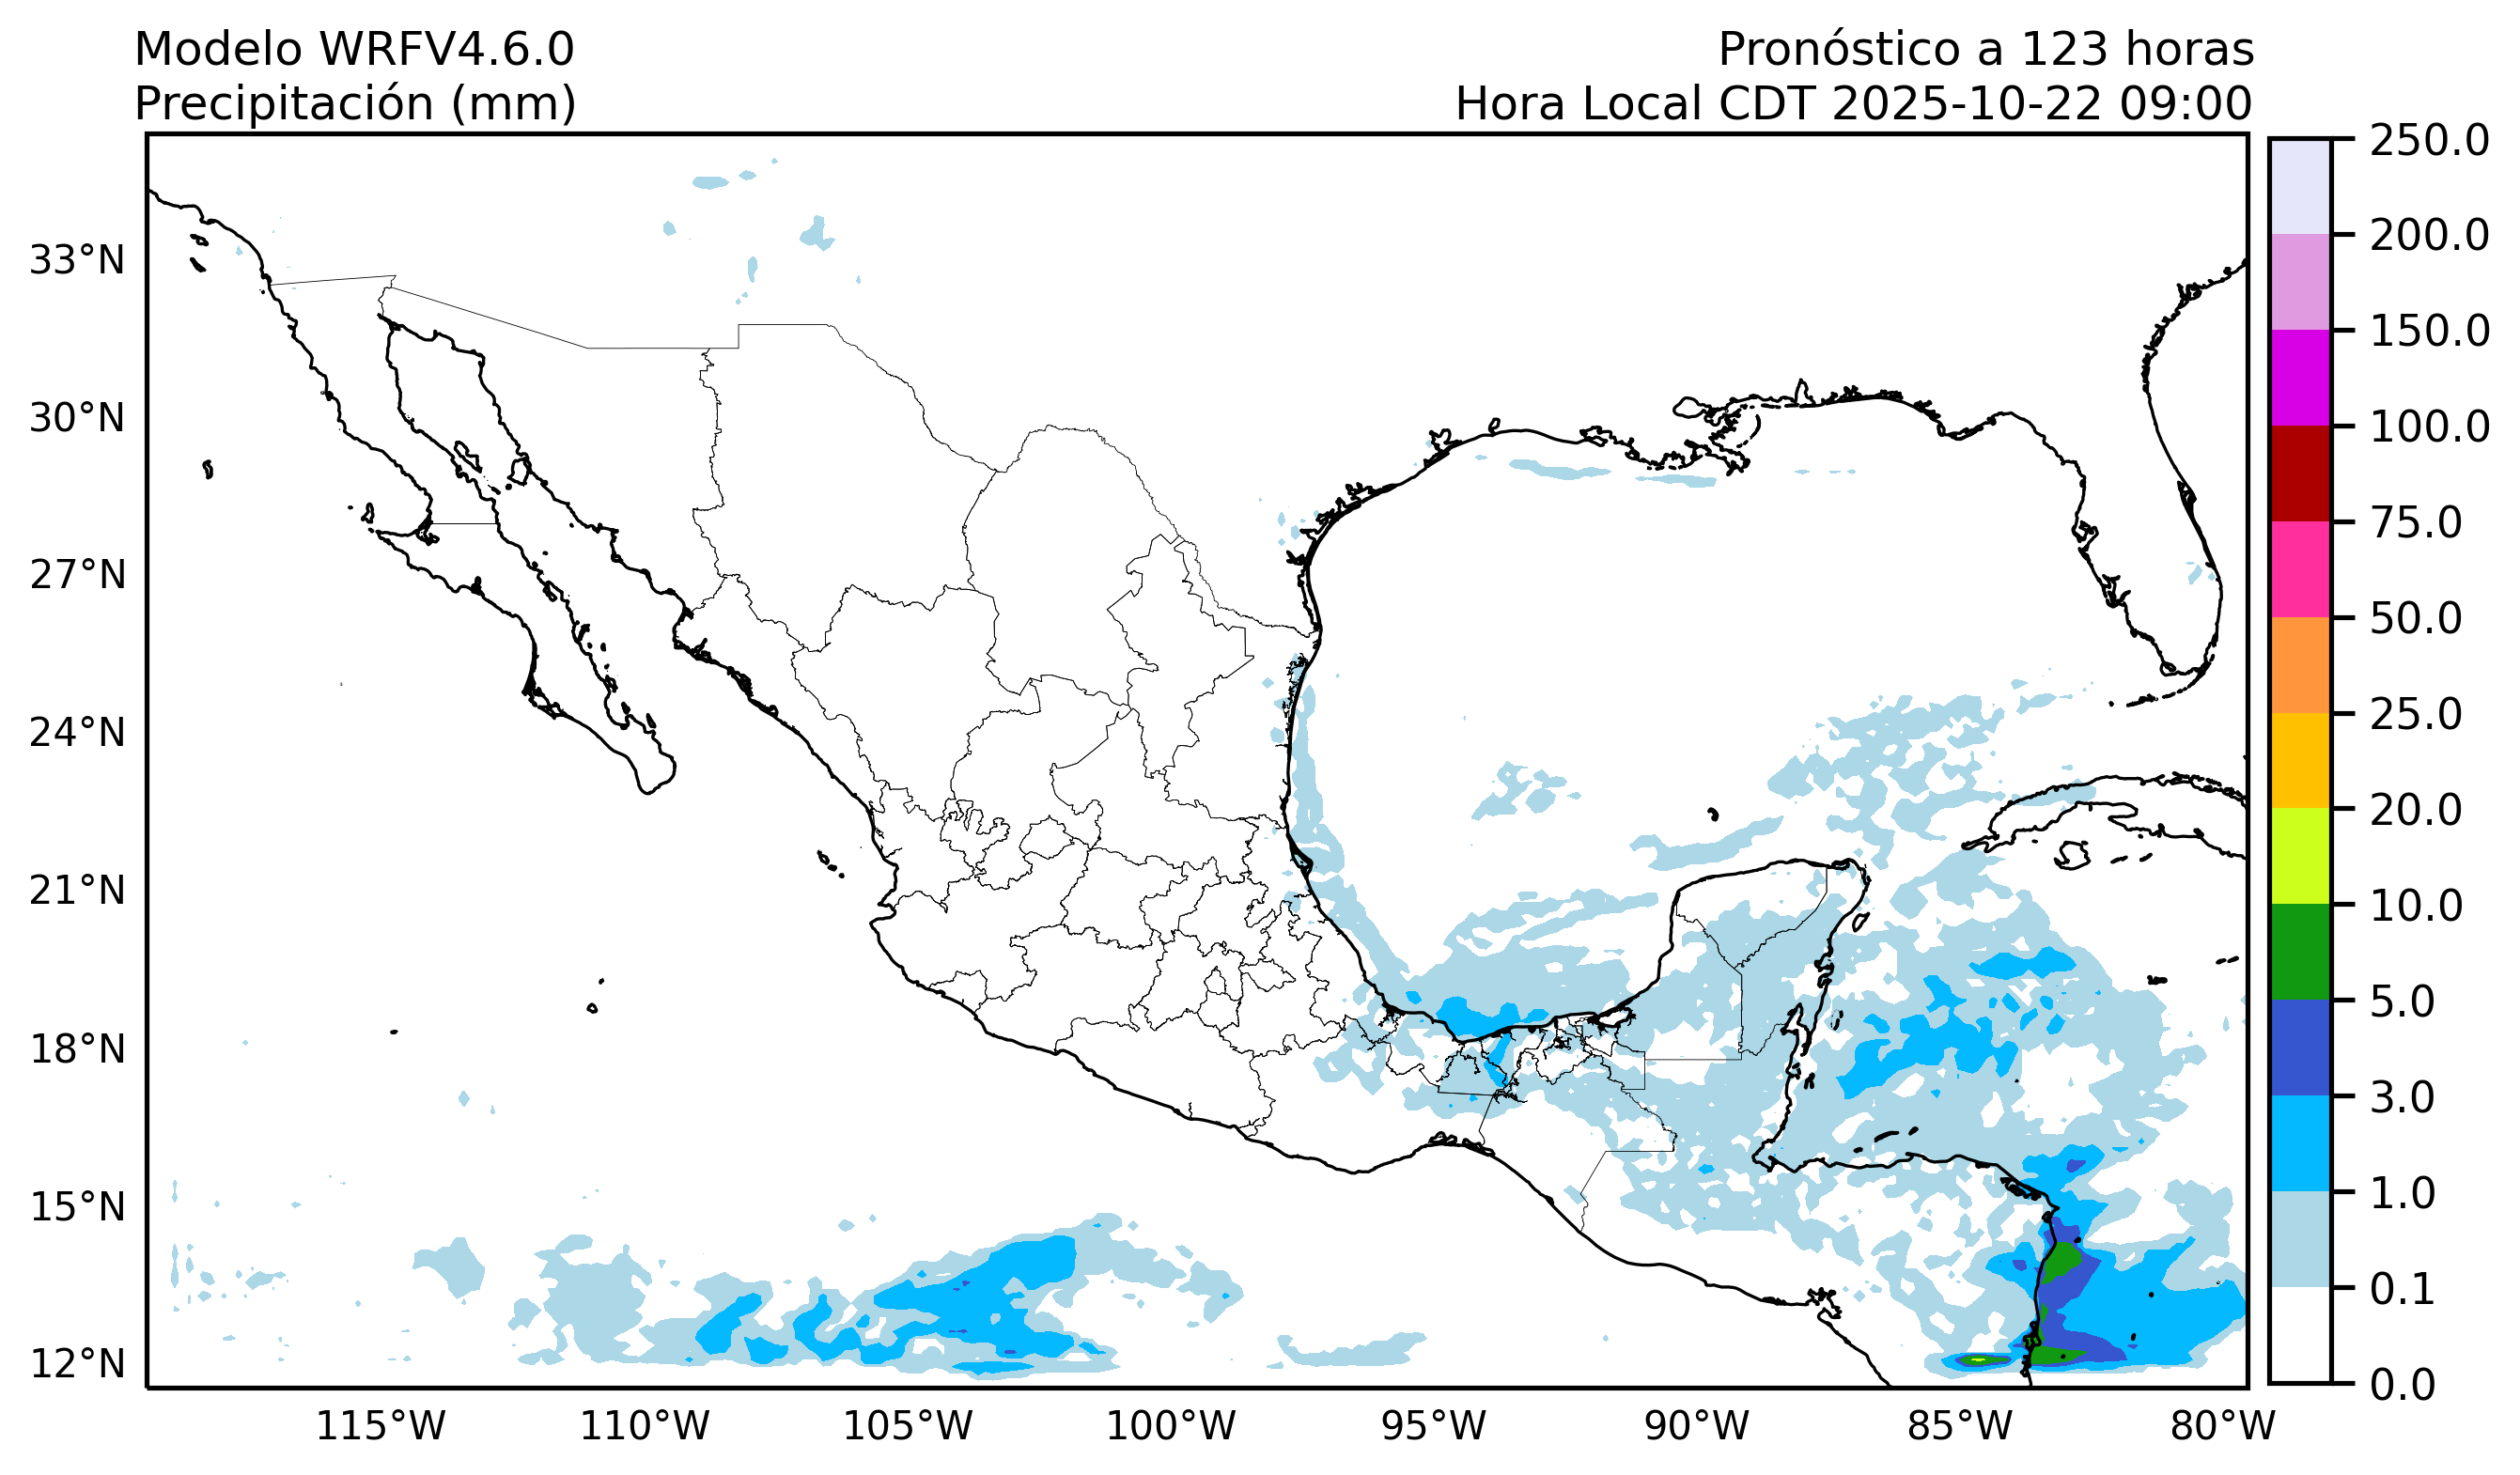 Modelo WRFV4.6.0
Precipitación (mm)
Pronóstico a 123 horas
Hora Local CDT 2025-10-22 09:00
33°N
30°N
27°N
24°N
21°N
18°N
15°N
12°N
115°W
110°W
105°W
100°W
95°W
90°W
85°W
80°W
250.0
200.0
150.0
100.0
75.0
50.0
25.0
20.0
10.0
5.0
3.0
1.0
0.1
0.0